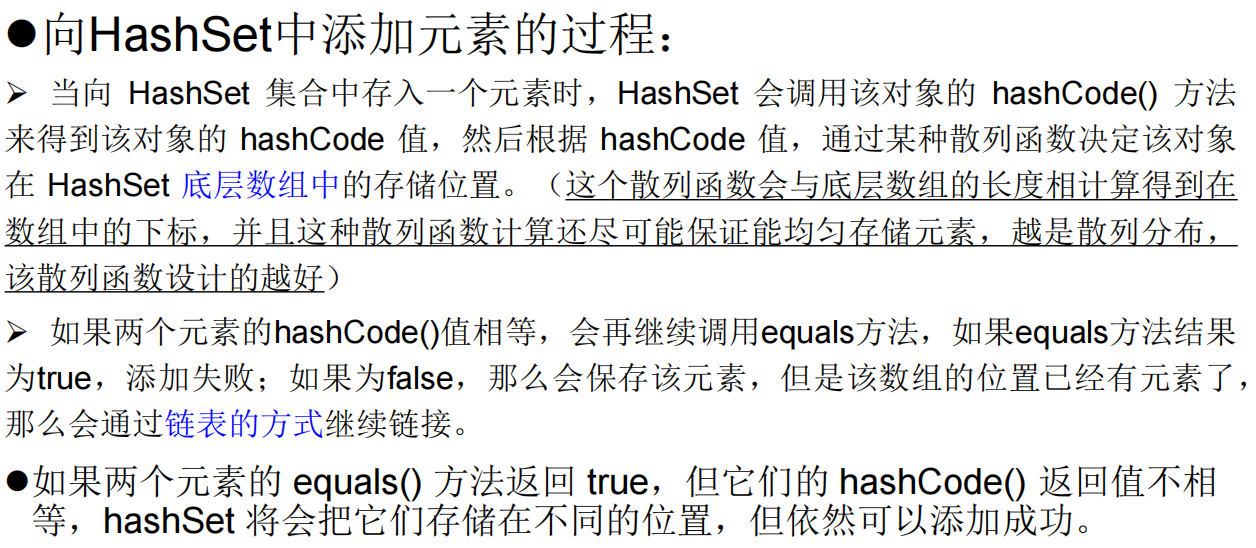 ●向HashSet中添加元素的过程：
➢ 当向 HashSet 集合中存入一个元素时，HashSet 会调用该对象的 hashCode() 方法
来得到该对象的 hashCode 值，然后根据 hashCode 值，通过某种散列函数决定该对象
在 HashSet 底层数组中的存储位置。（这个散列函数会与底层数组的长度相计算得到在
数组中的下标，并且这种散列函数计算还尽可能保证能均匀存储元素，越是散列分布，
该散列函数设计的越好）
➢ 如果两个元素的hashCode()值相等，会再继续调用equals方法，如果equals方法结果
为true，添加失败；如果为false，那么会保存该元素，但是该数组的位置已经有元素了，
那么会通过链表的方式继续链接。
●如果两个元素的 equals() 方法返回 true，但它们的 hashCode() 返回值不相
等，hashSet 将会把它们存储在不同的位置，但依然可以添加成功。